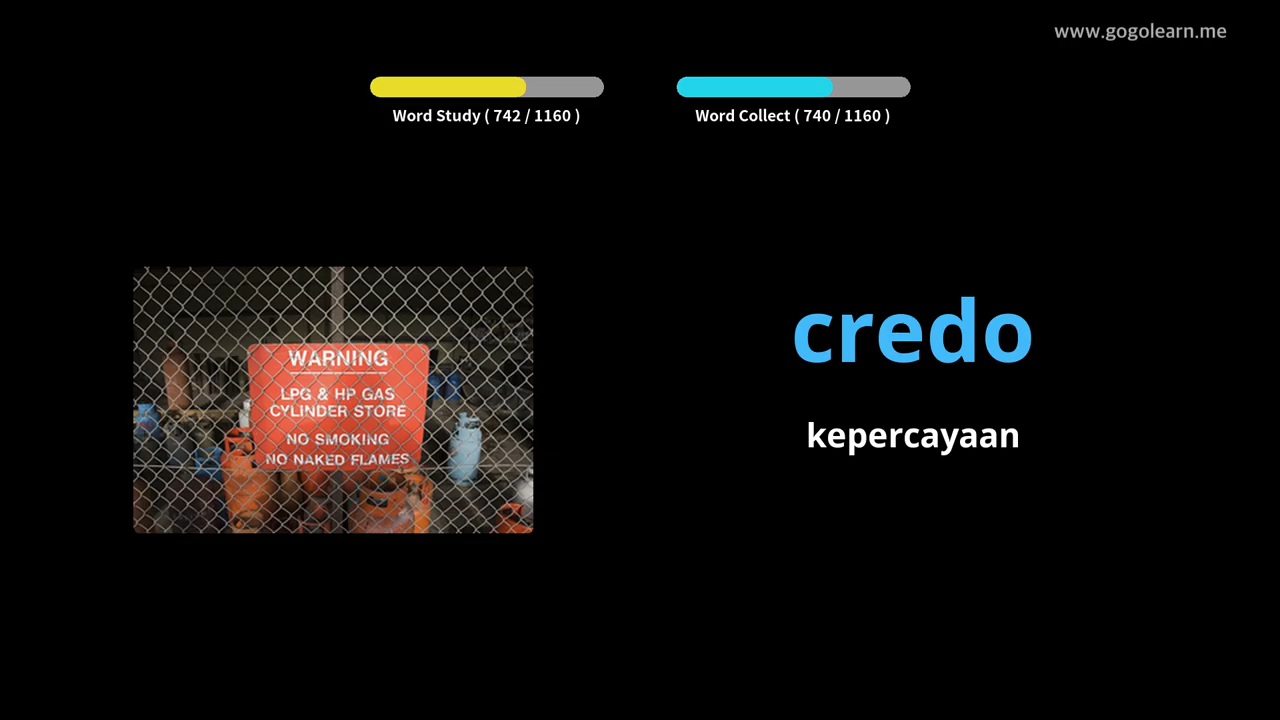 www.gogolearn.me
Word Study ( 742 / 1160 )
Word Collect ( 740 / 1160 )
WARNING
LPG & HP GAS
CYLINDER STORE
NO SMOKING
NO NAKED FLAMES
credo
kepercayaan